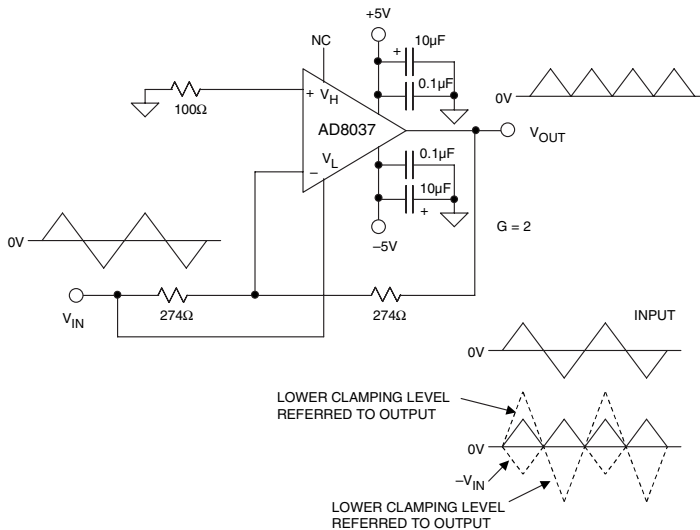 +5V
NC
10µF
+
0.1µF
0V
+ V_H
100Ω
AD8037
V_OUT
V_L
–
0.1µF
10µF
+
–5V
G = 2
0V
V_IN
274Ω
274Ω
INPUT
0V
LOWER CLAMPING LEVEL
REFERRED TO OUTPUT
0V
–V_IN
LOWER CLAMPING LEVEL
REFERRED TO OUTPUT